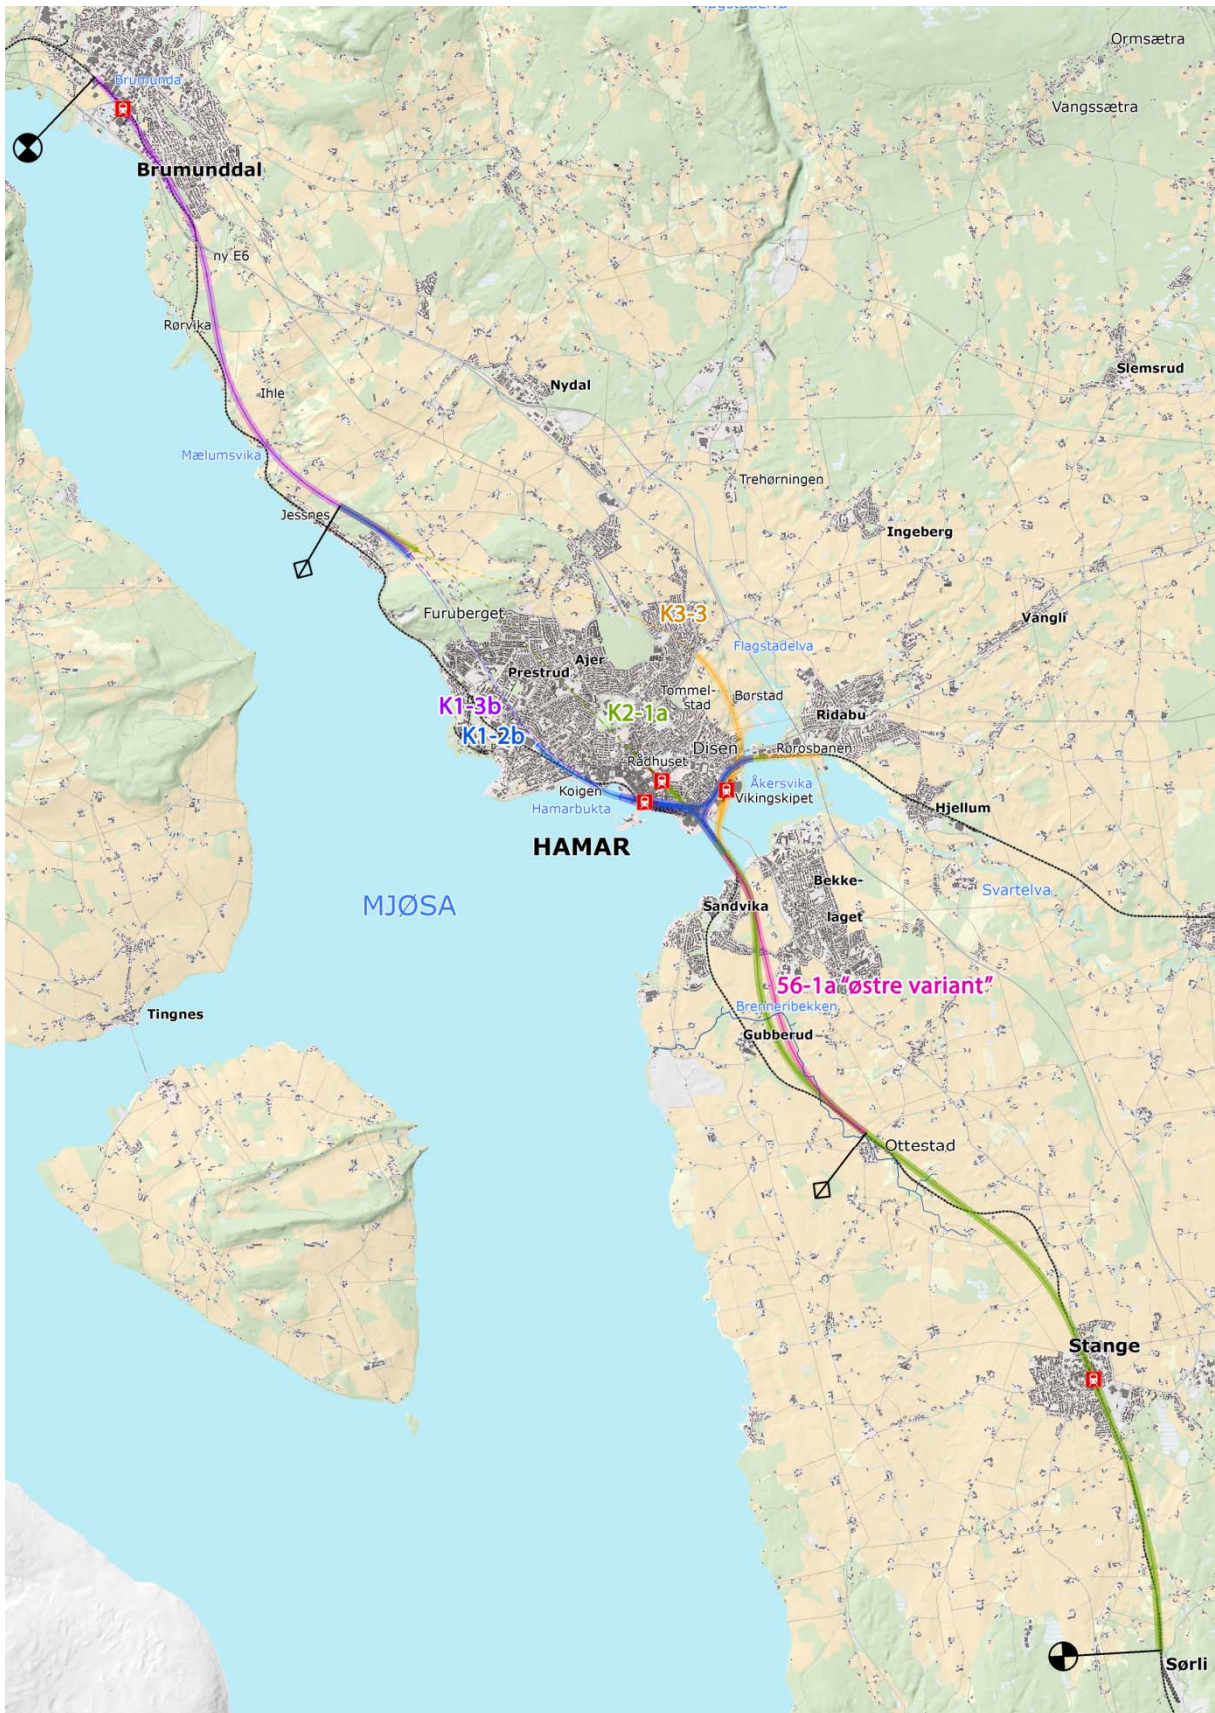 Flagstadelva
Ormsætra
Brumunda
Vangssætra
Brumunddal
ny E6
Rørvika
Slemsrud
Nydal
Ihle
Mælumsvika
Trehørningen
Jessnes
Ingeberg
Furuberget
K3-3
Vangli
Flagstadelva
Ajer
Prestrud
Tommel-
stad
Børstad
K1-3b
K2-1a
Ridabu
K1-2b
Disen
Rørosbanen
Rådhuset
Koigen
Åkersvika
Vikingskipet
Hamarbukta
Hjellum
HAMAR
Bekke-
laget
Svartelva
MJØSA
Sandvika
56-1a "østre variant"
Brenneribekken
Tingnes
Gubberud
Ottestad
Stange
Sørli